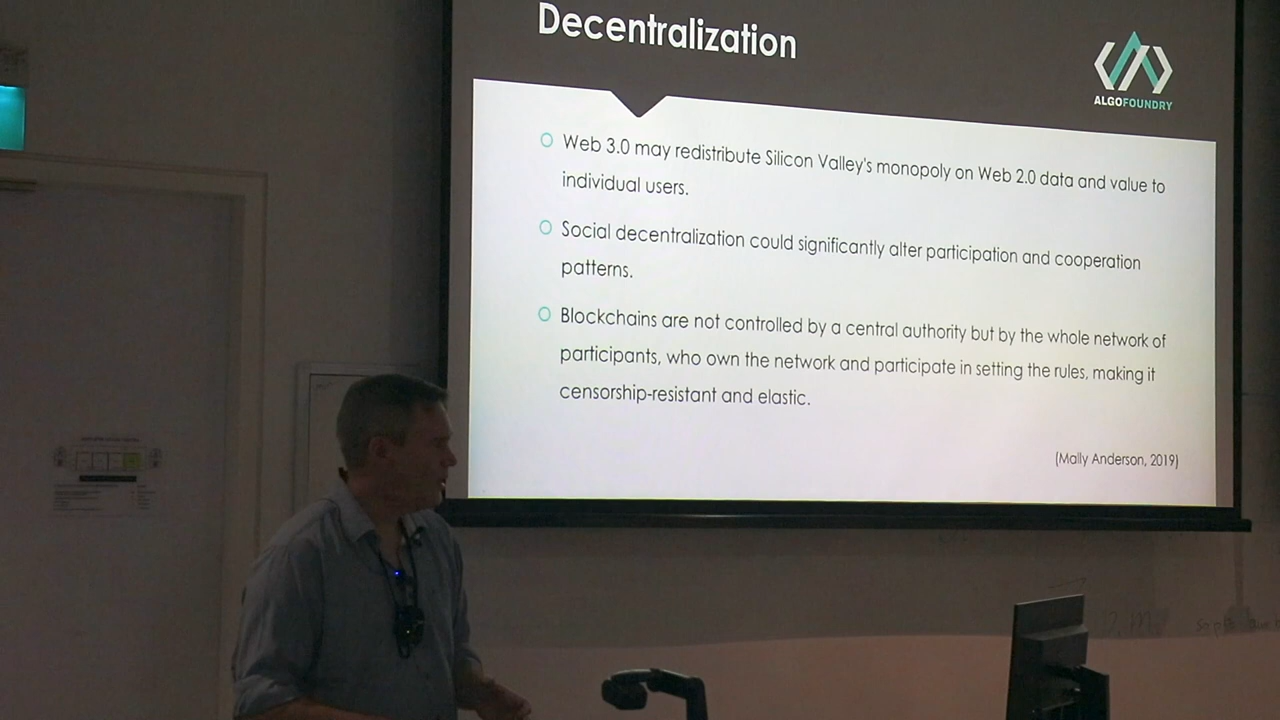 Decentralization
ALGOFOUNDRY
Web 3.0 may redistribute Silicon Valley's monopoly on Web 2.0 data and value to
individual users.
Social decentralization could significantly alter participation and cooperation
patterns.
Blockchains are not controlled by a central authority but by the whole network of
participants, who own the network and participate in setting the rules, making it
censorship-resistant and elastic.
(Mally Anderson, 2019)